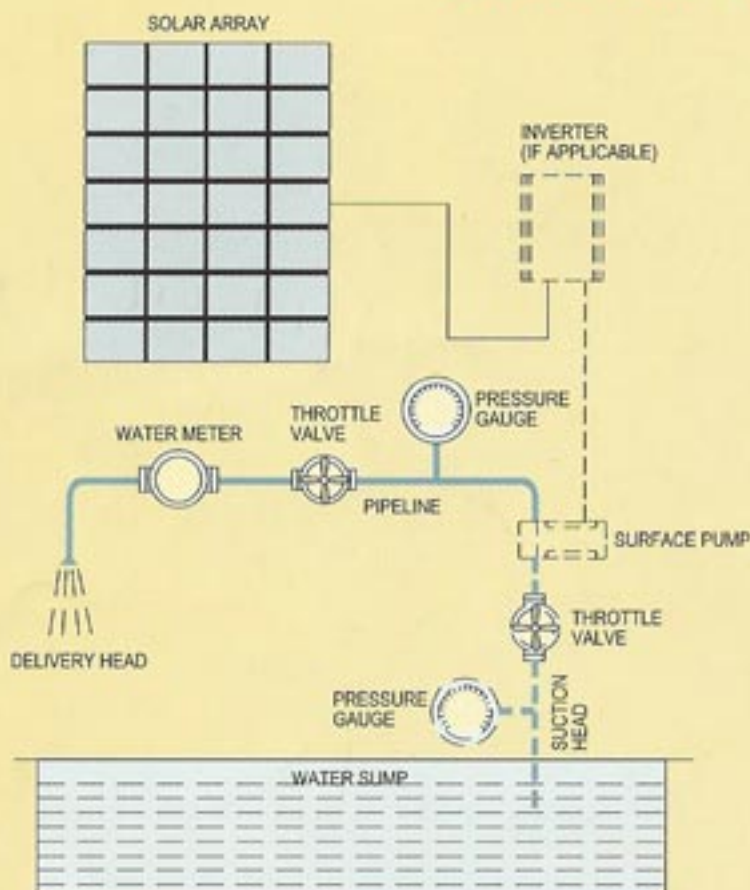 SOLAR ARRAY
INVERTER
(IF APPLICABLE)
PRESSURE
GAUGE
THROTTLE
VALVE
WATER METER
PIPELINE
SURFACE PUMP
THROTTLE
VALVE
DELIVERY HEAD
PRESSURE
GAUGE
SUCTION
HEAD
WATER SUMP